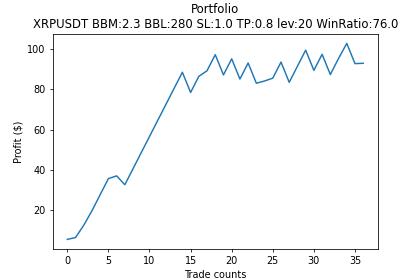 Portfolio
XRPUSDT BBM:2.3 BBL:280 SL:1.0 TP:0.8 lev:20 WinRatio:76.0
100
80
60
40
20
Profit ($)
0 5 10 15 20 25 30 35
Trade counts